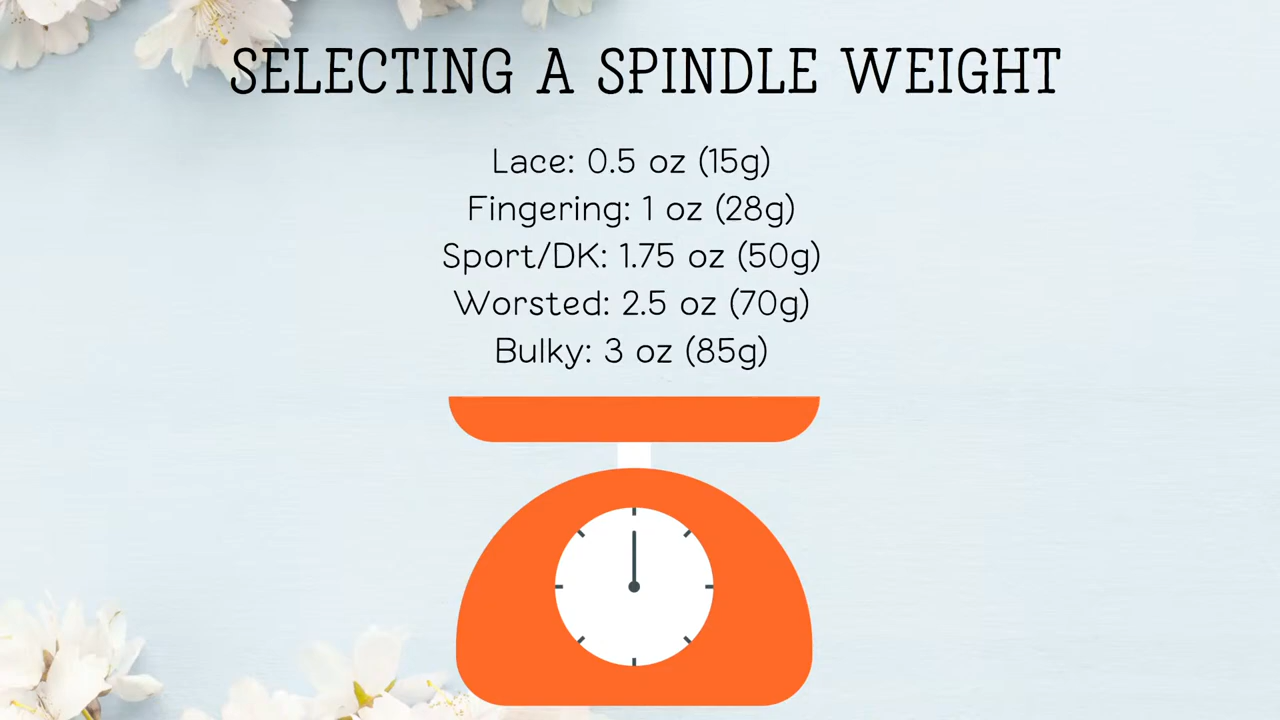 SELECTING A SPINDLE WEIGHT
Lace: 0.5 oz (15g)
Fingering: 1 oz (28g)
Sport/DK: 1.75 oz (50g)
Worsted: 2.5 oz (70g)
Bulky: 3 oz (85g)